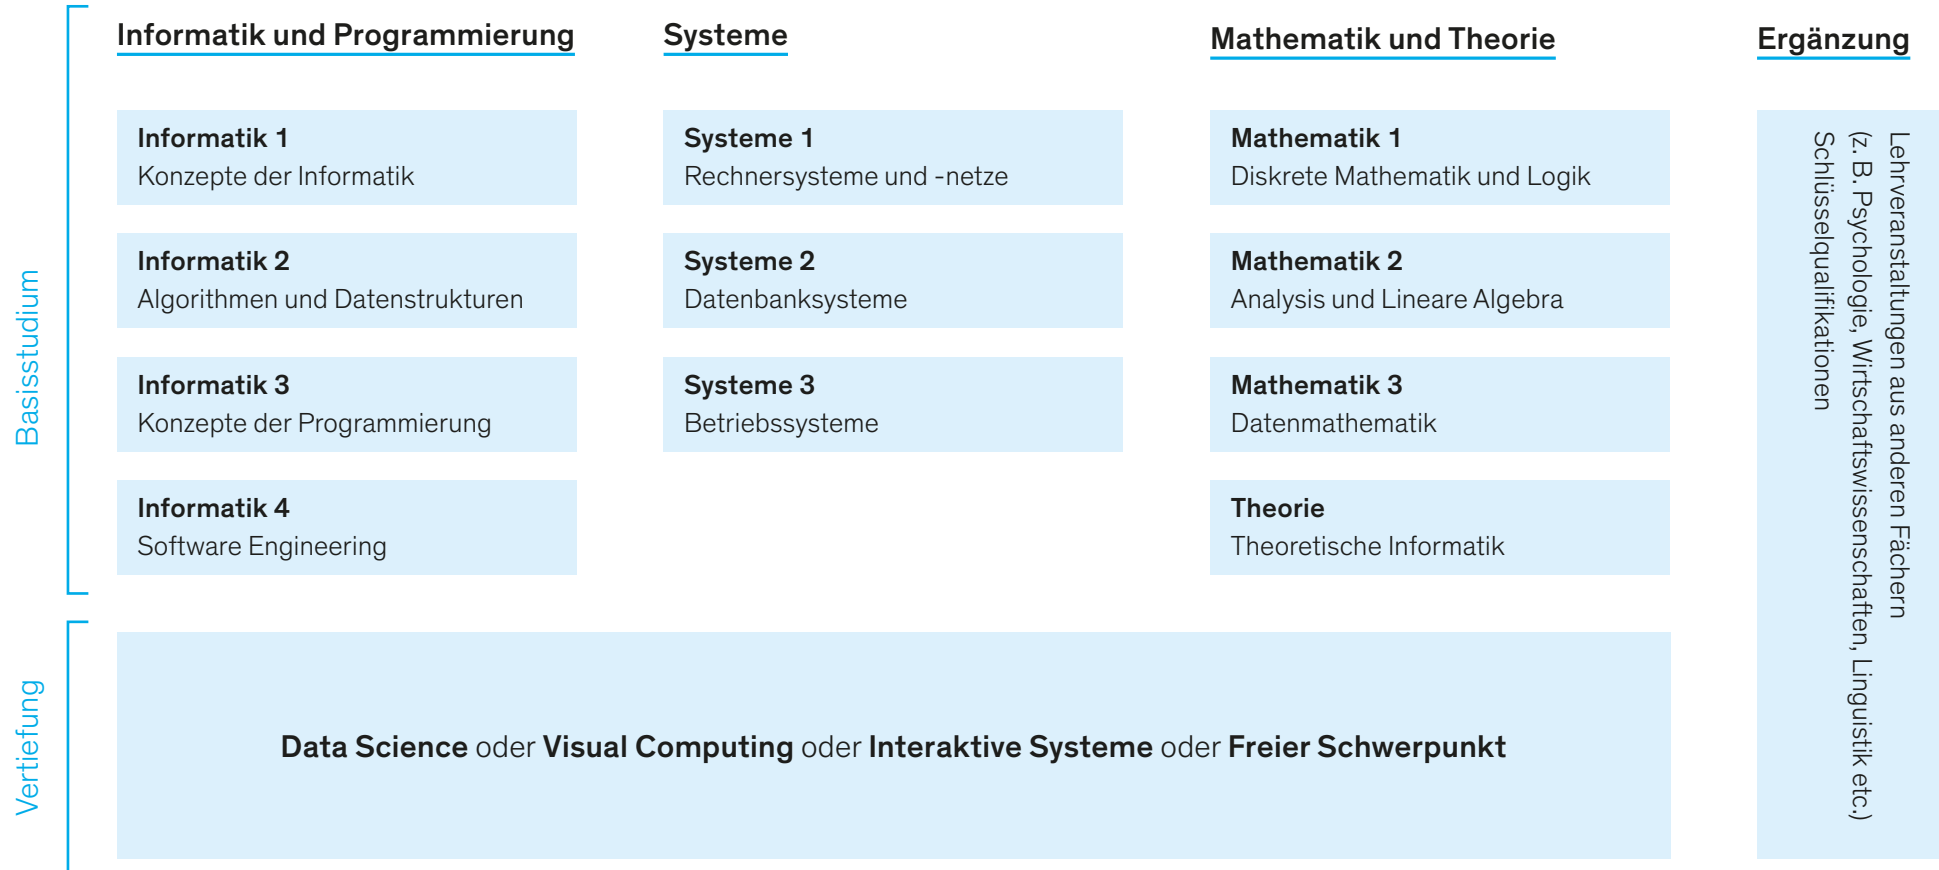 Basisstudium
Informatik und Programmierung
Informatik 1
Konzepte der Informatik
Informatik 2
Algorithmen und Datenstrukturen
Informatik 3
Konzepte der Programmierung
Informatik 4
Software Engineering
Systeme
Systeme 1
Rechnersysteme und -netze
Systeme 2
Datenbanksysteme
Systeme 3
Betriebssysteme
Mathematik und Theorie
Mathematik 1
Diskrete Mathematik und Logik
Mathematik 2
Analysis und Lineare Algebra
Mathematik 3
Datenmathematik
Theorie
Theoretische Informatik
Ergänzung
Lehrveranstaltungen aus anderen Fächern
(z. B. Psychologie, Wirtschaftswissenschaften, Linguistik etc.)
Schlüsselqualifikationen
Vertiefung
Data Science oder Visual Computing oder Interaktive Systeme oder Freier Schwerpunkt